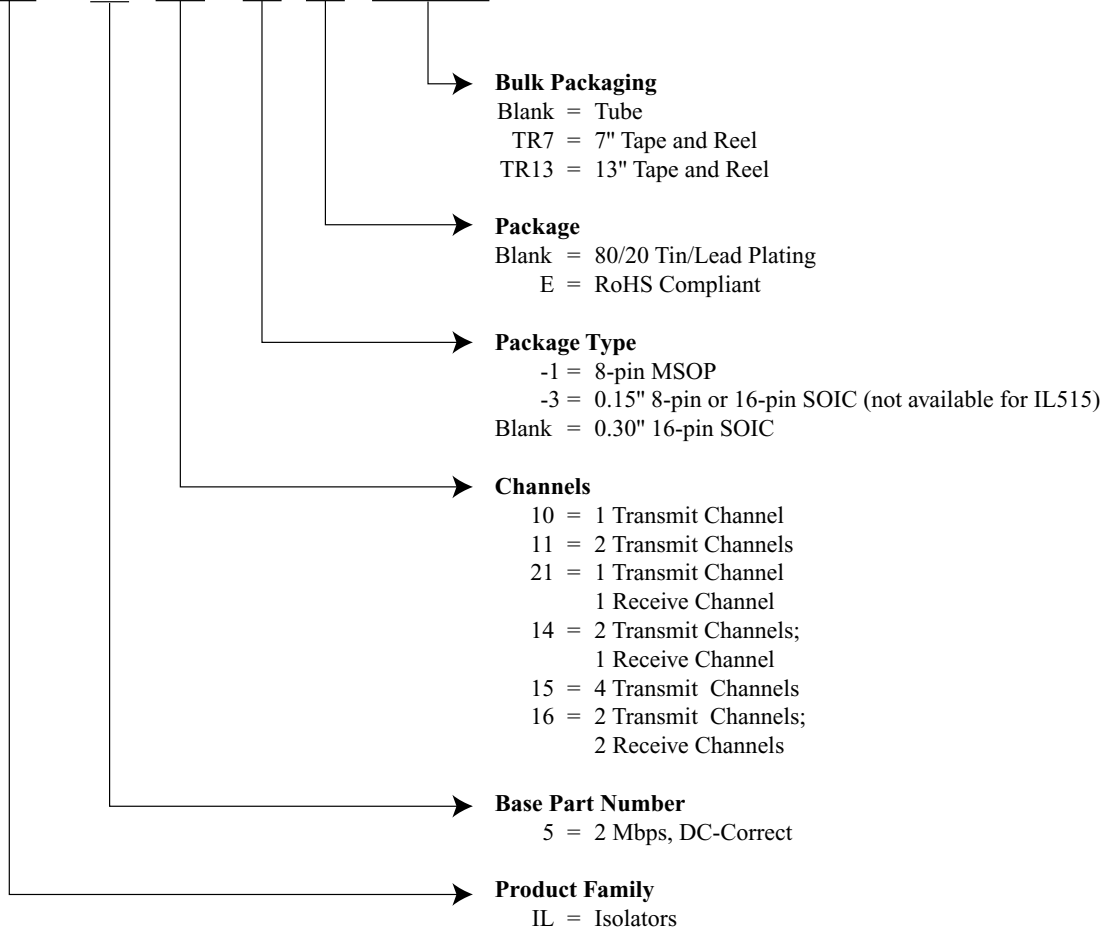 Bulk Packaging
Blank = Tube
TR7 = 7" Tape and Reel
TR13 = 13" Tape and Reel
Package
Blank = 80/20 Tin/Lead Plating
E = RoHS Compliant
Package Type
-1 = 8-pin MSOP
-3 = 0.15" 8-pin or 16-pin SOIC (not available for IL515)
Blank = 0.30" 16-pin SOIC
Channels
10 = 1 Transmit Channel
11 = 2 Transmit Channels
21 = 1 Transmit Channel
1 Receive Channel
14 = 2 Transmit Channels;
1 Receive Channel
15 = 4 Transmit Channels
16 = 2 Transmit Channels;
2 Receive Channels
Base Part Number
5 = 2 Mbps, DC-Correct
Product Family
IL = Isolators